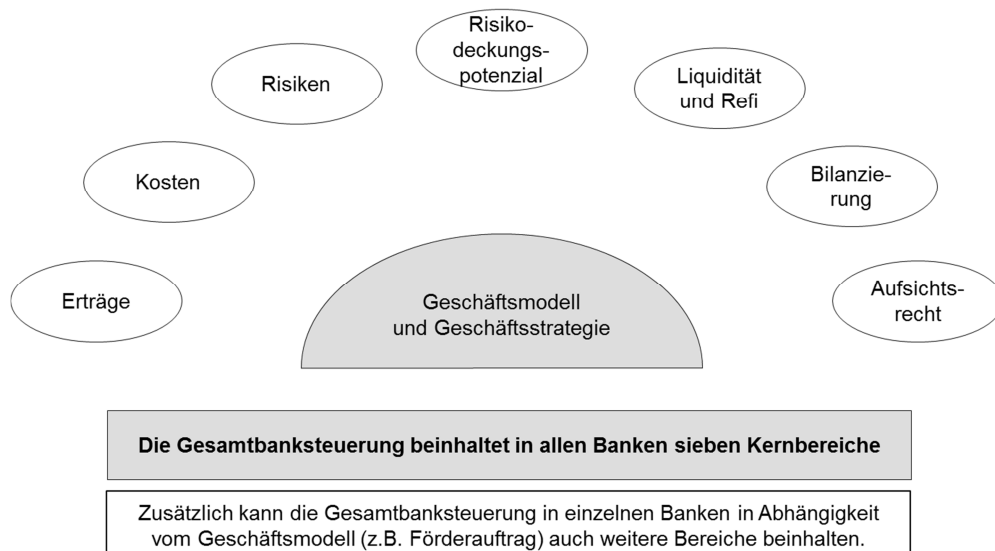 Risiko-
deckungs-
potenzial
Risiken
Liquidität
und Refi
Kosten
Bilanzie-
rung
Erträge
Geschäftsmodell
und Geschäftsstrategie
Aufsichts-
recht
Die Gesamtbanksteuerung beinhaltet in allen Banken sieben Kernbereiche
Zusätzlich kann die Gesamtbanksteuerung in einzelnen Banken in Abhängigkeit
vom Geschäftsmodell (z.B. Förderauftrag) auch weitere Bereiche beinhalten.